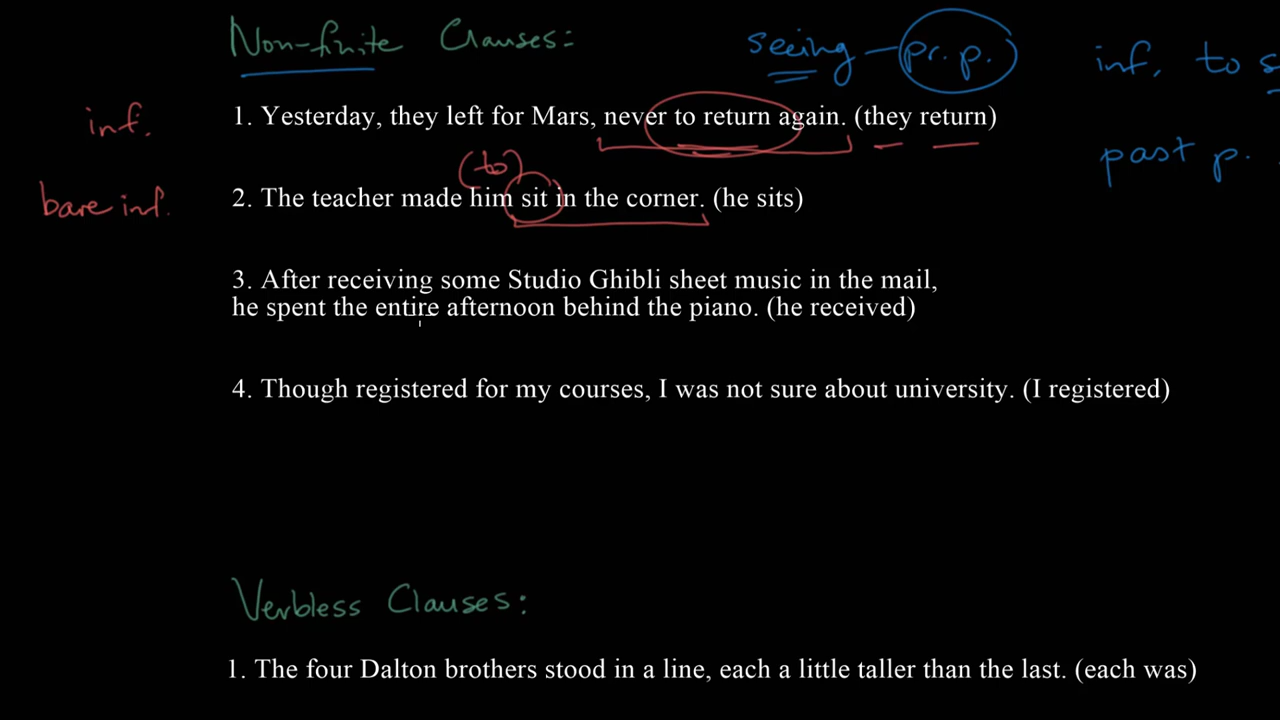 Non-finite Clauses:
seeing - pr. p.
inf. to s
inf.
1. Yesterday, they left for Mars, never to return again. (they return)
past p.
(to)
bare inf.
2. The teacher made him sit in the corner. (he sits)
3. After receiving some Studio Ghibli sheet music in the mail,
he spent the entire afternoon behind the piano. (he received)
4. Though registered for my courses, I was not sure about university. (I registered)
Verbless Clauses:
1. The four Dalton brothers stood in a line, each a little taller than the last. (each was)